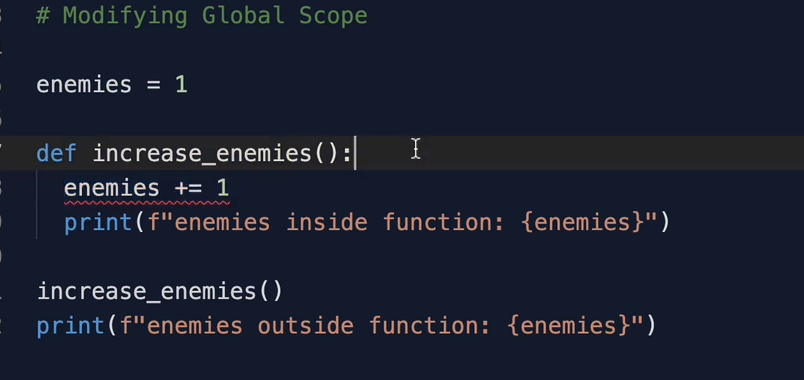 # Modifying Global Scope
enemies = 1
def increase_enemies():
enemies += 1
print(f"enemies inside function: {enemies}")
increase_enemies()
print(f"enemies outside function: {enemies}")